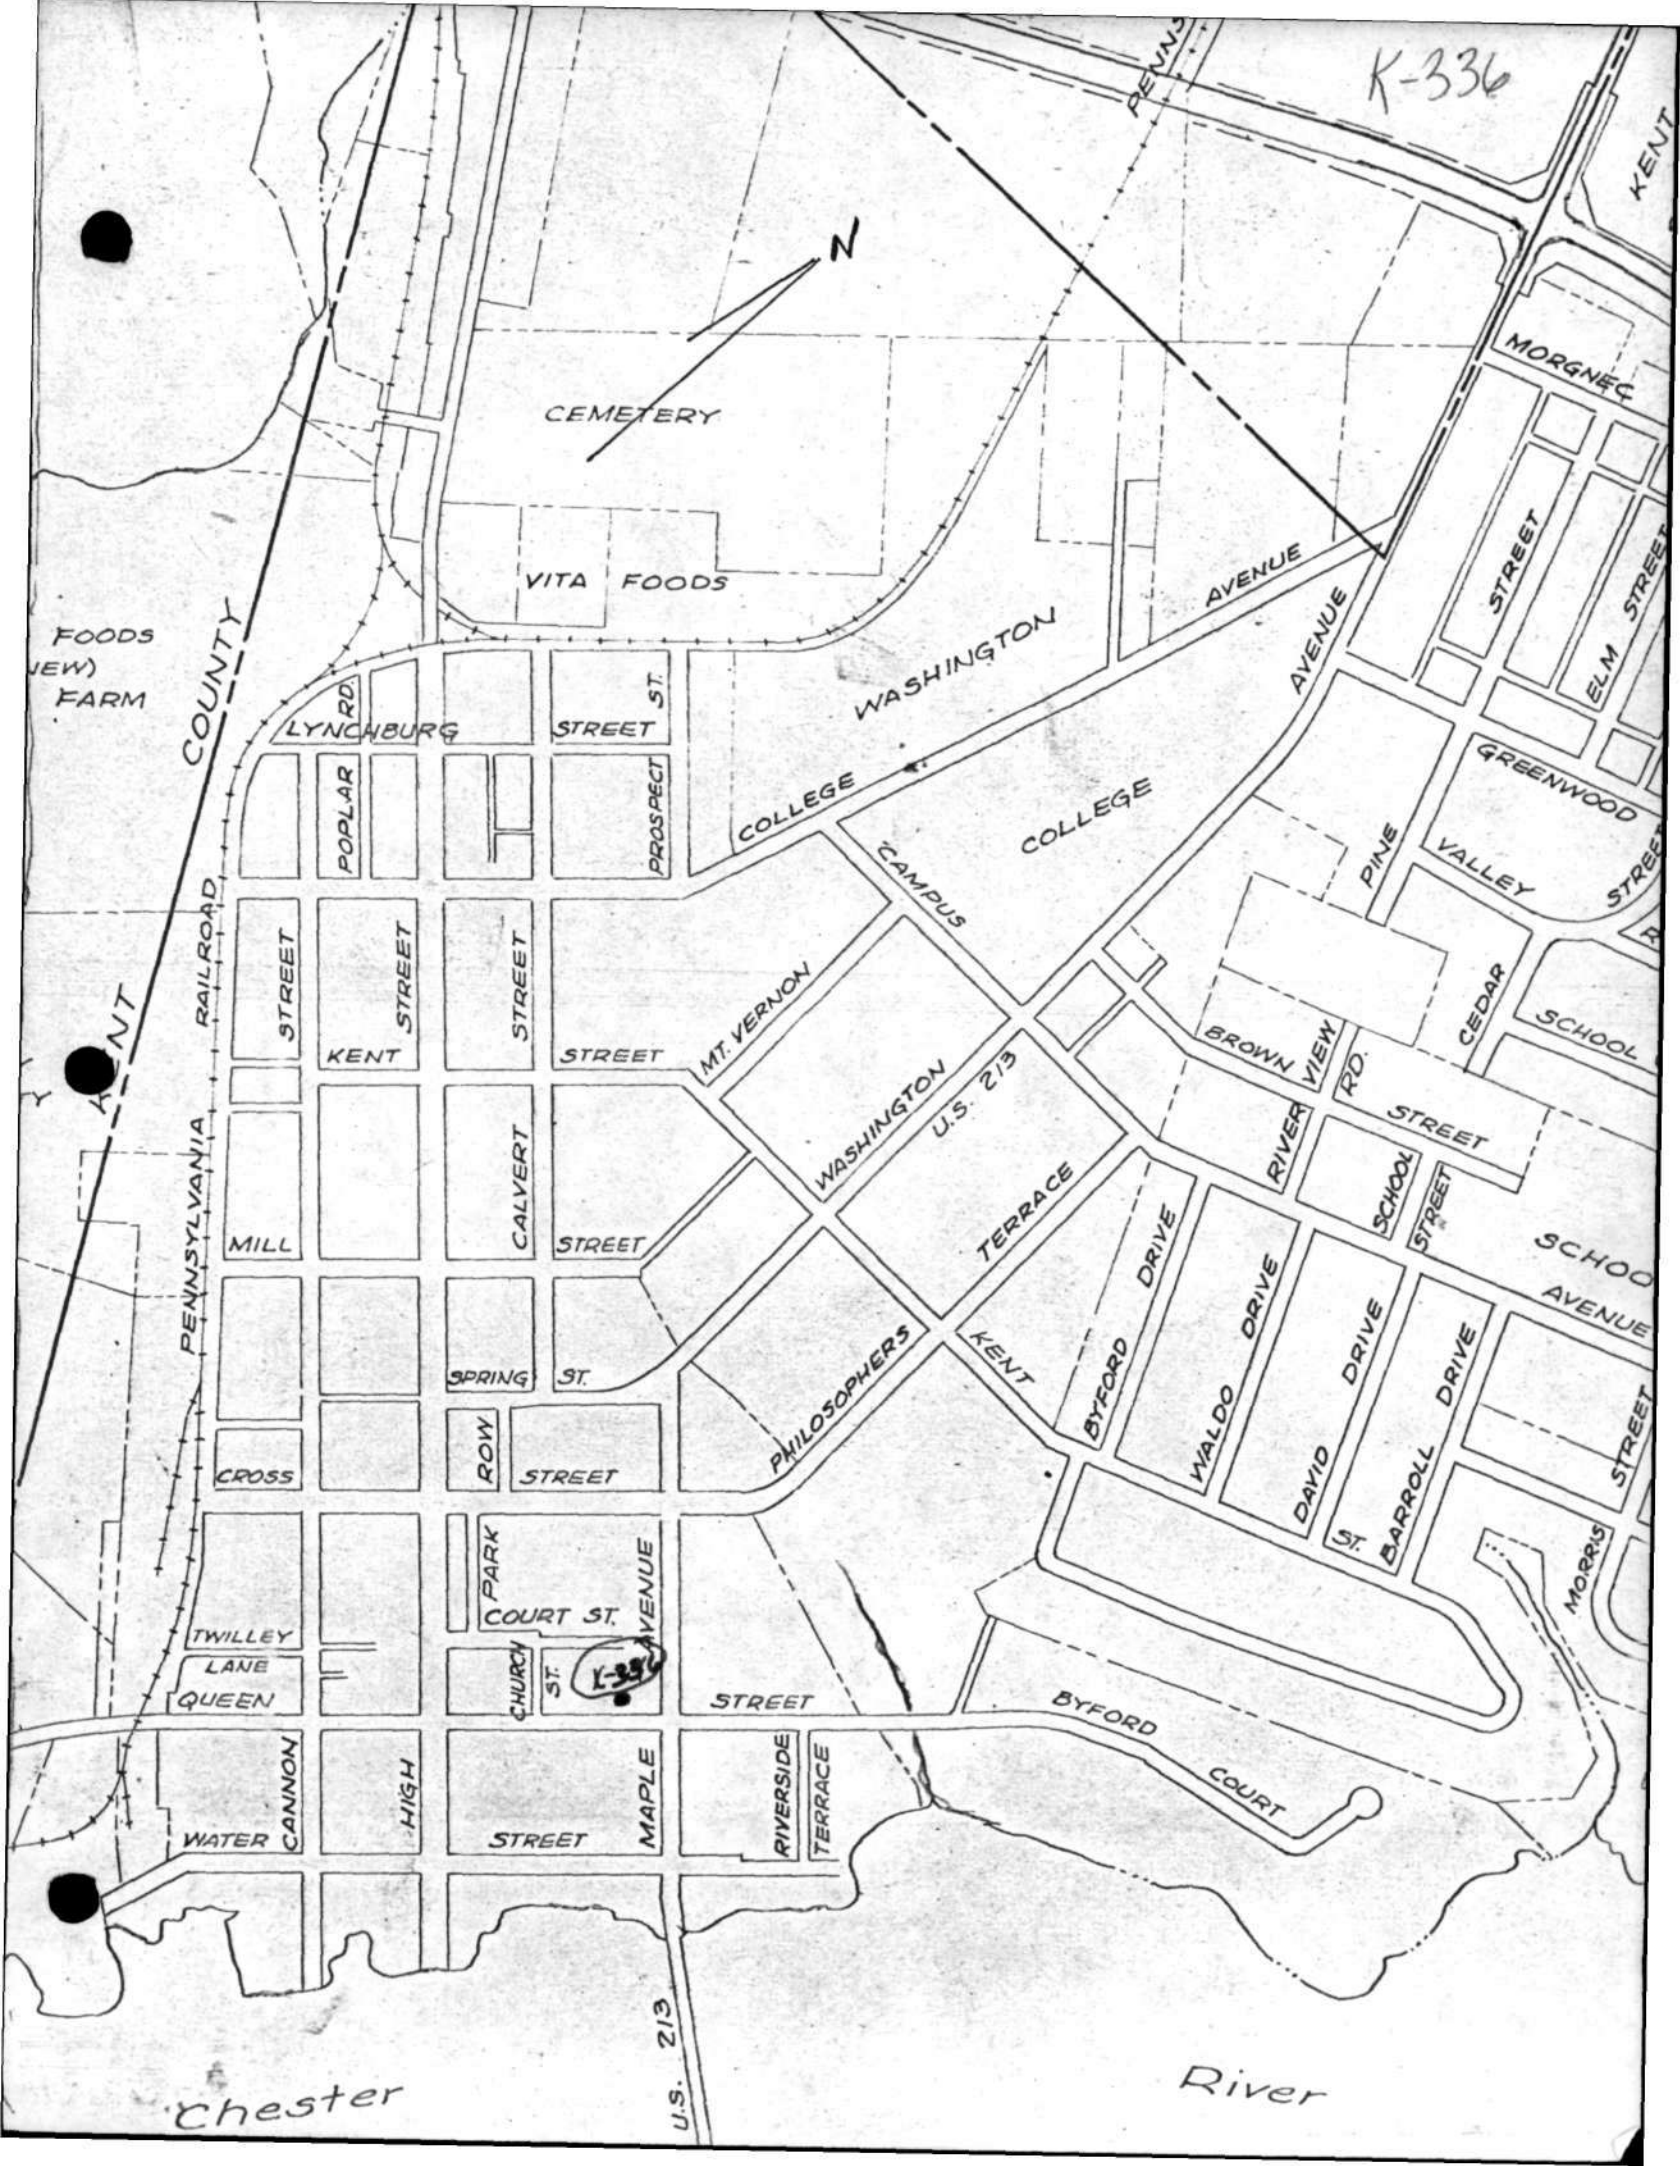 K-336
PENNS
KENT
N
MORGNEC
CEMETERY
STREET
STREET
ELM
VITA FOODS
AVENUE
AVENUE
WASHINGTON
FOODS
FARM
COUNTY
KENT
LYNCHBURG
STREET
RD.
POPLAR
ST.
PROSPECT
COLLEGE
COLLEGE
CAMPUS
GREENWOOD
STREET
VALLEY
PINE
CEDAR
SCHOOL
RAILROAD
PENNSYLVANIA
STREET
STREET
STREET
CALVERT
KENT
STREET
MT. VERNON
WASHINGTON
U.S. 213
BROWN
STREET
VIEW
RD.
RIVER
SCHOOL
STREET
SCHOO
AVENUE
MILL
STREET
TERRACE
PHILOSOPHERS
KENT
ST.
DRIVE
BYFORD
DRIVE
WALDO
DRIVE
DAVID
DRIVE
BARROLL
STREET
MORRIS
SPRING
ST.
ROW
PARK
CROSS
STREET
AVENUE
MAPLE
COURT ST.
TWILLEY
LANE
CHURCH
ST.
K-336
QUEEN
STREET
BYFORD
COURT
CANNON
HIGH
RIVERSIDE
TERRACE
WATER
STREET
U.S. 213
Chester
River